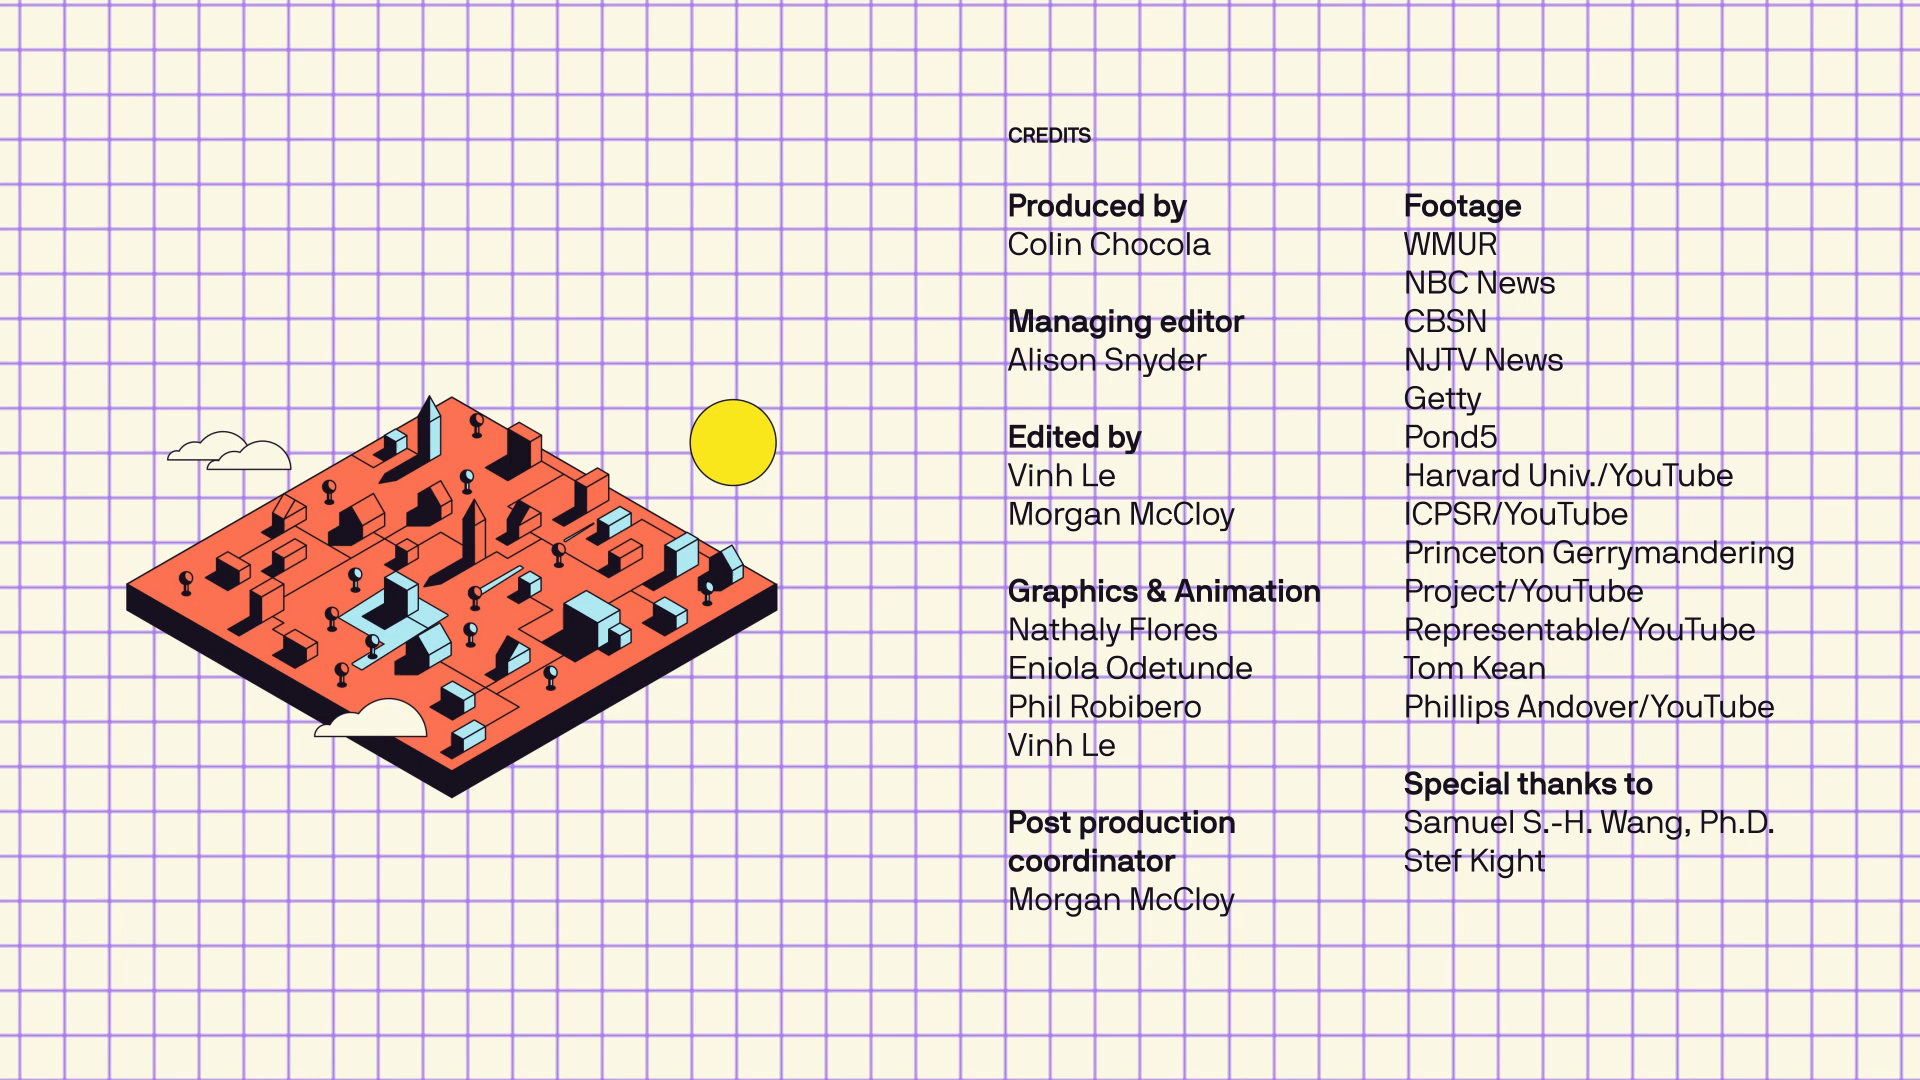 CREDITS
Produced by
Colin Chocola
Managing editor
Alison Snyder
Edited by
Vinh Le
Morgan McCloy
Graphics & Animation
Nathaly Flores
Eniola Odetunde
Phil Robibero
Vinh Le
Post production
coordinator
Morgan McCloy
Footage
WMUR
NBC News
CBSN
NJTV News
Getty
Pond5
Harvard Univ./YouTube
ICPSR/YouTube
Princeton Gerrymandering
Project/YouTube
Representable/YouTube
Tom Kean
Phillips Andover/YouTube
Special thanks to
Samuel S.-H. Wang, Ph.D.
Stef Kight